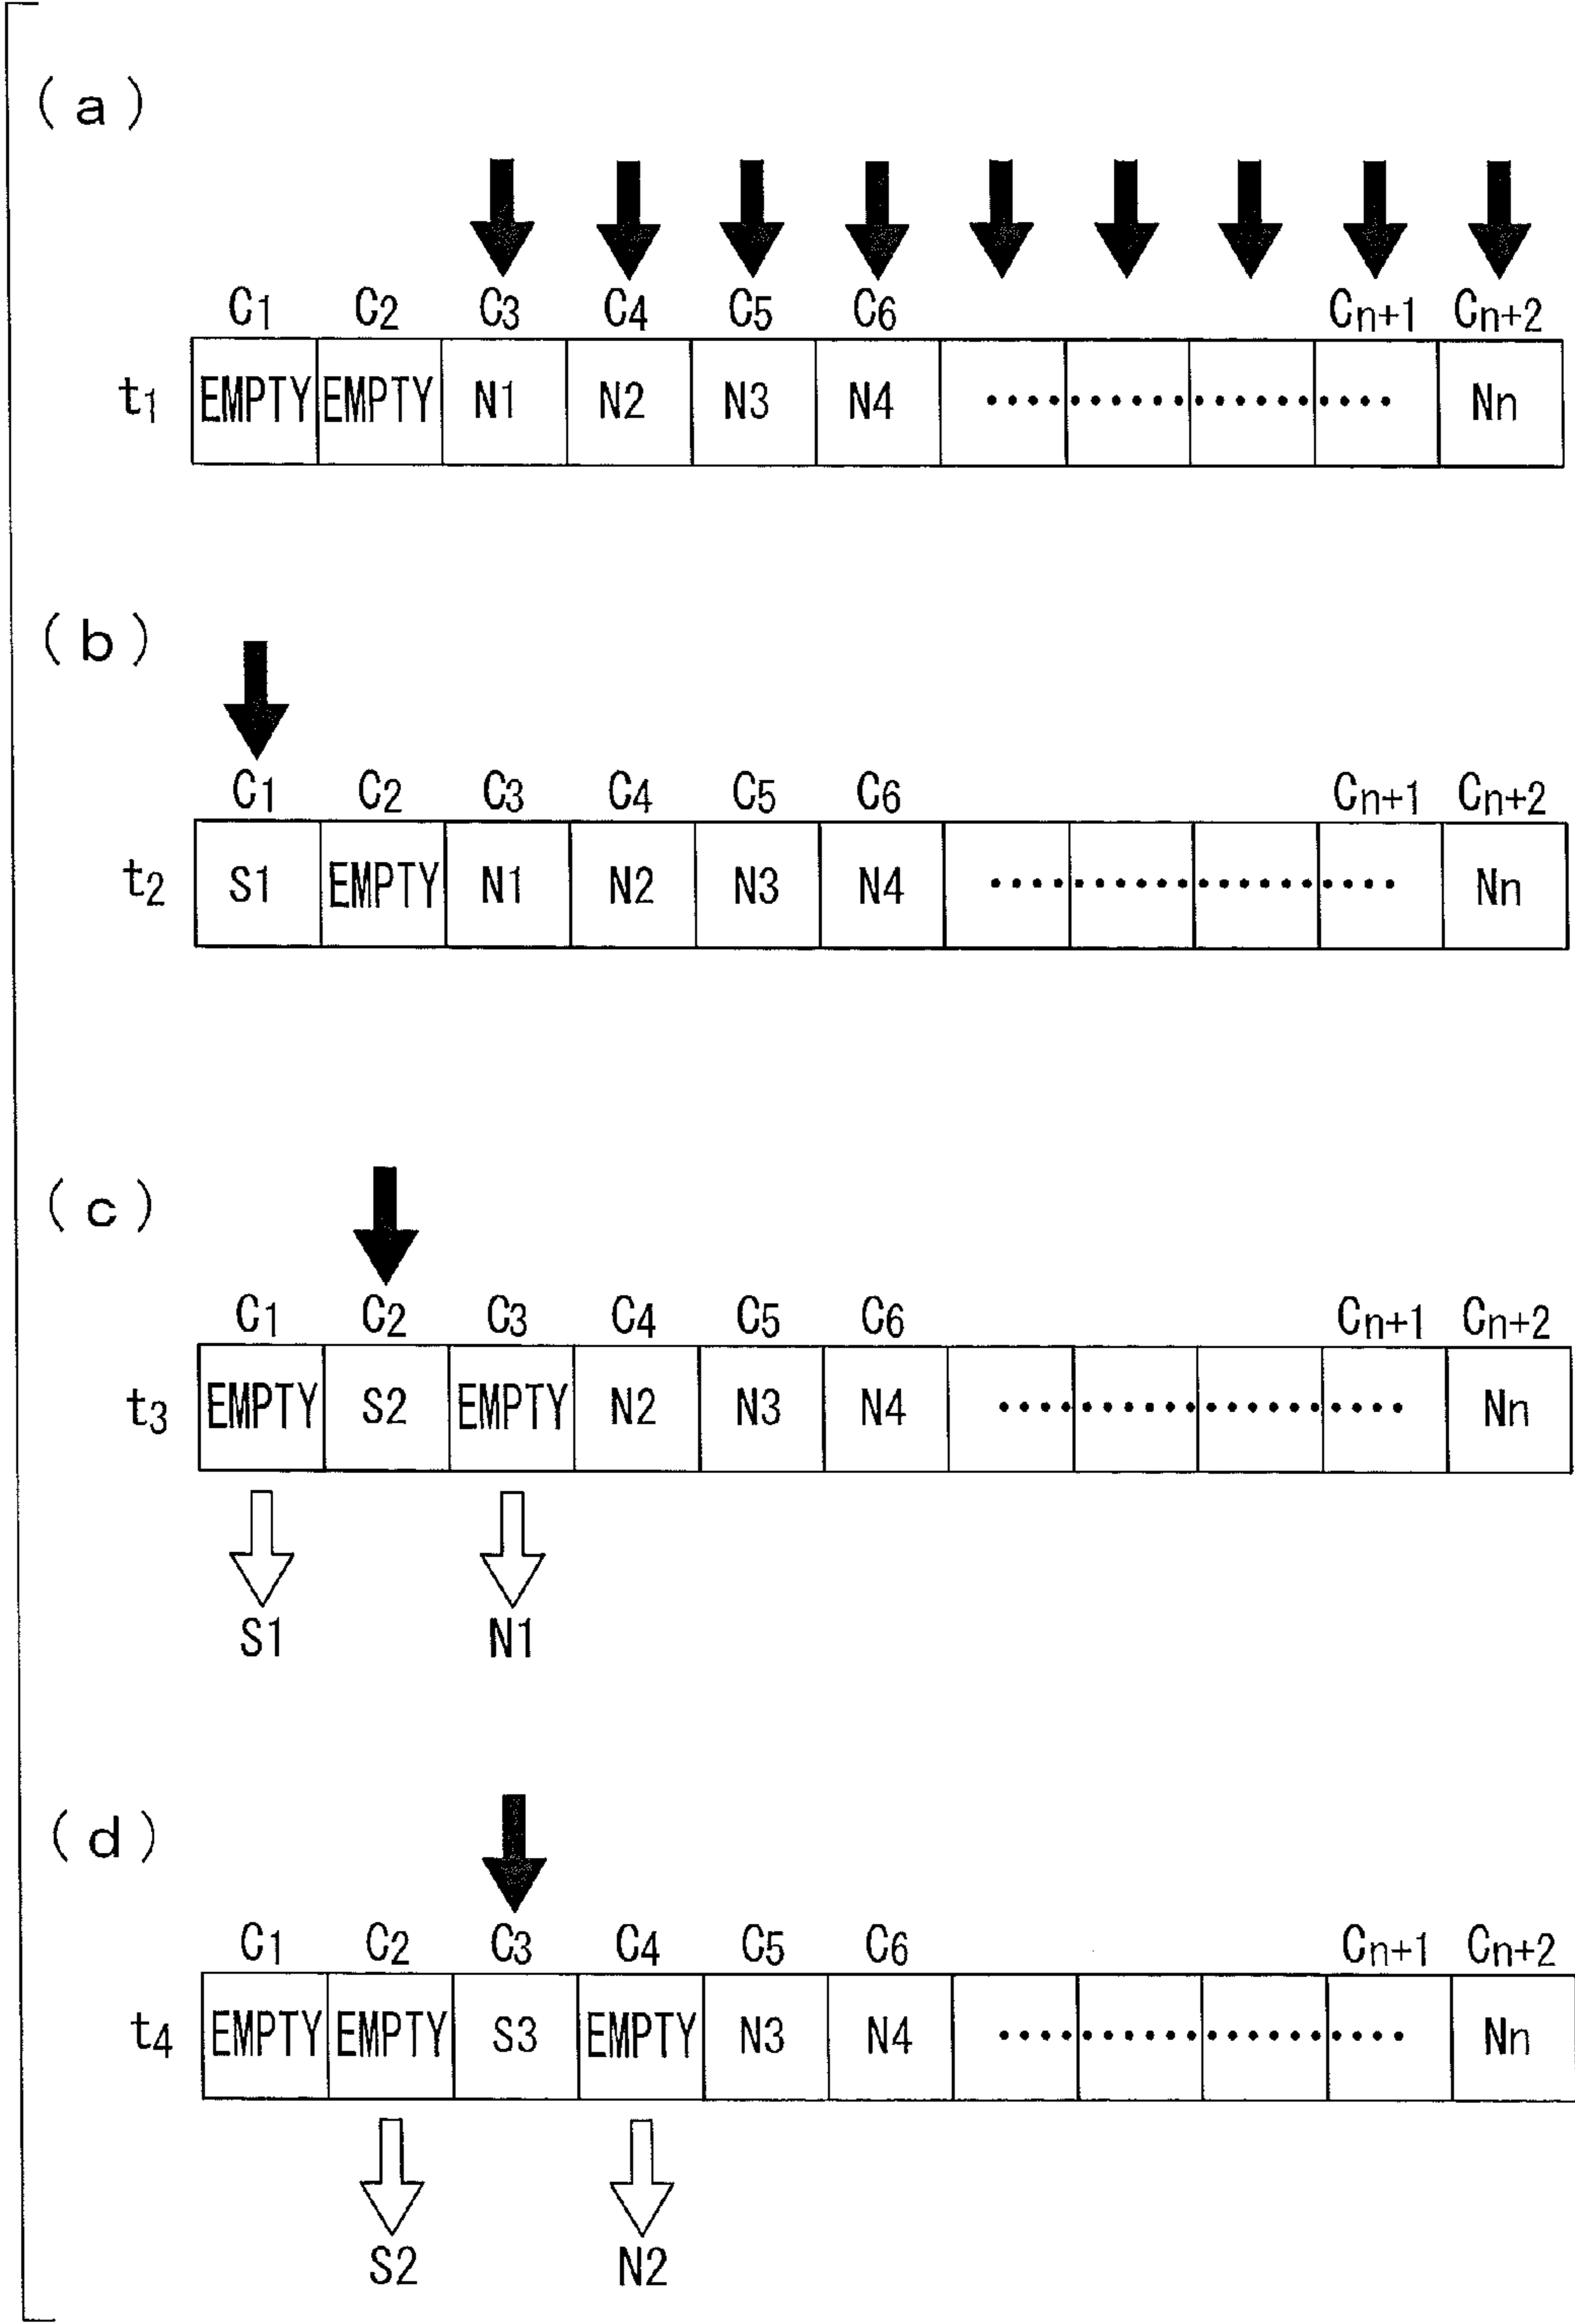 (a)
C1 C2 C3 C4 C5 C6 Cn+1 Cn+2
t1 EMPTY EMPTY N1 N2 N3 N4 .................... Nn
(b)
C1 C2 C3 C4 C5 C6 Cn+1 Cn+2
t2 S1 EMPTY N1 N2 N3 N4 .................... Nn
(c)
C1 C2 C3 C4 C5 C6 Cn+1 Cn+2
t3 EMPTY S2 EMPTY N2 N3 N4 .................... Nn
S1 N1
(d)
C1 C2 C3 C4 C5 C6 Cn+1 Cn+2
t4 EMPTY EMPTY S3 EMPTY N3 N4 .................... Nn
S2 N2